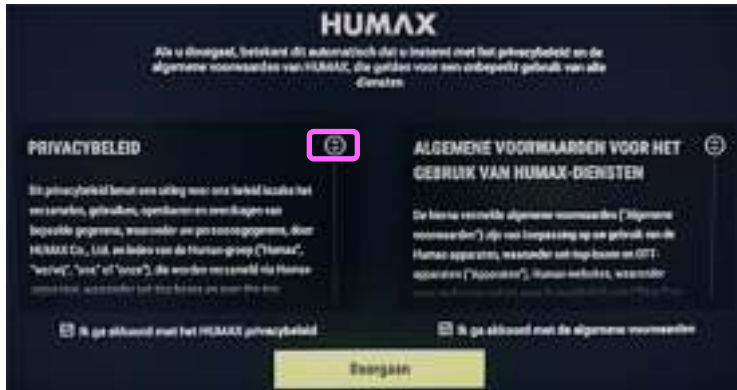 HUMAX
Als u doorgaat, betekent dit automatisch dat u instemt met het privacybeleid en de
algemene voorwaarden van HUMAX, die gelden voor een onbeperkt gebruik van alle
diensten
PRIVACYBELEID
Dit privacybeleid bevat een uitleg voor ons beleid inzake het
verzamelen, gebruiken, openbaren en overdragen van
bepaalde gegevens, waaronder uw persoonsgegevens, door
HUMAX Co., Ltd. en leden van de Humax-groep ("Humax",
"we/wij", "ons" of "onze"), die worden verzameld via Humax-
ALGEMENE VOORWAARDEN VOOR HET
GEBRUIK VAN HUMAX-DIENSTEN
De hierna vermelde algemene voorwaarden ("Algemene
voorwaarden") zijn van toepassing op uw gebruik van de
Humax apparaten, waaronder set-top-boxen en OTT-
apparaten ("Apparaten"), Humax-websites, waaronder
Ik ga akkoord met het HUMAX privacybeleid
Ik ga akkoord met de algemene voorwaarden
Doorgaan